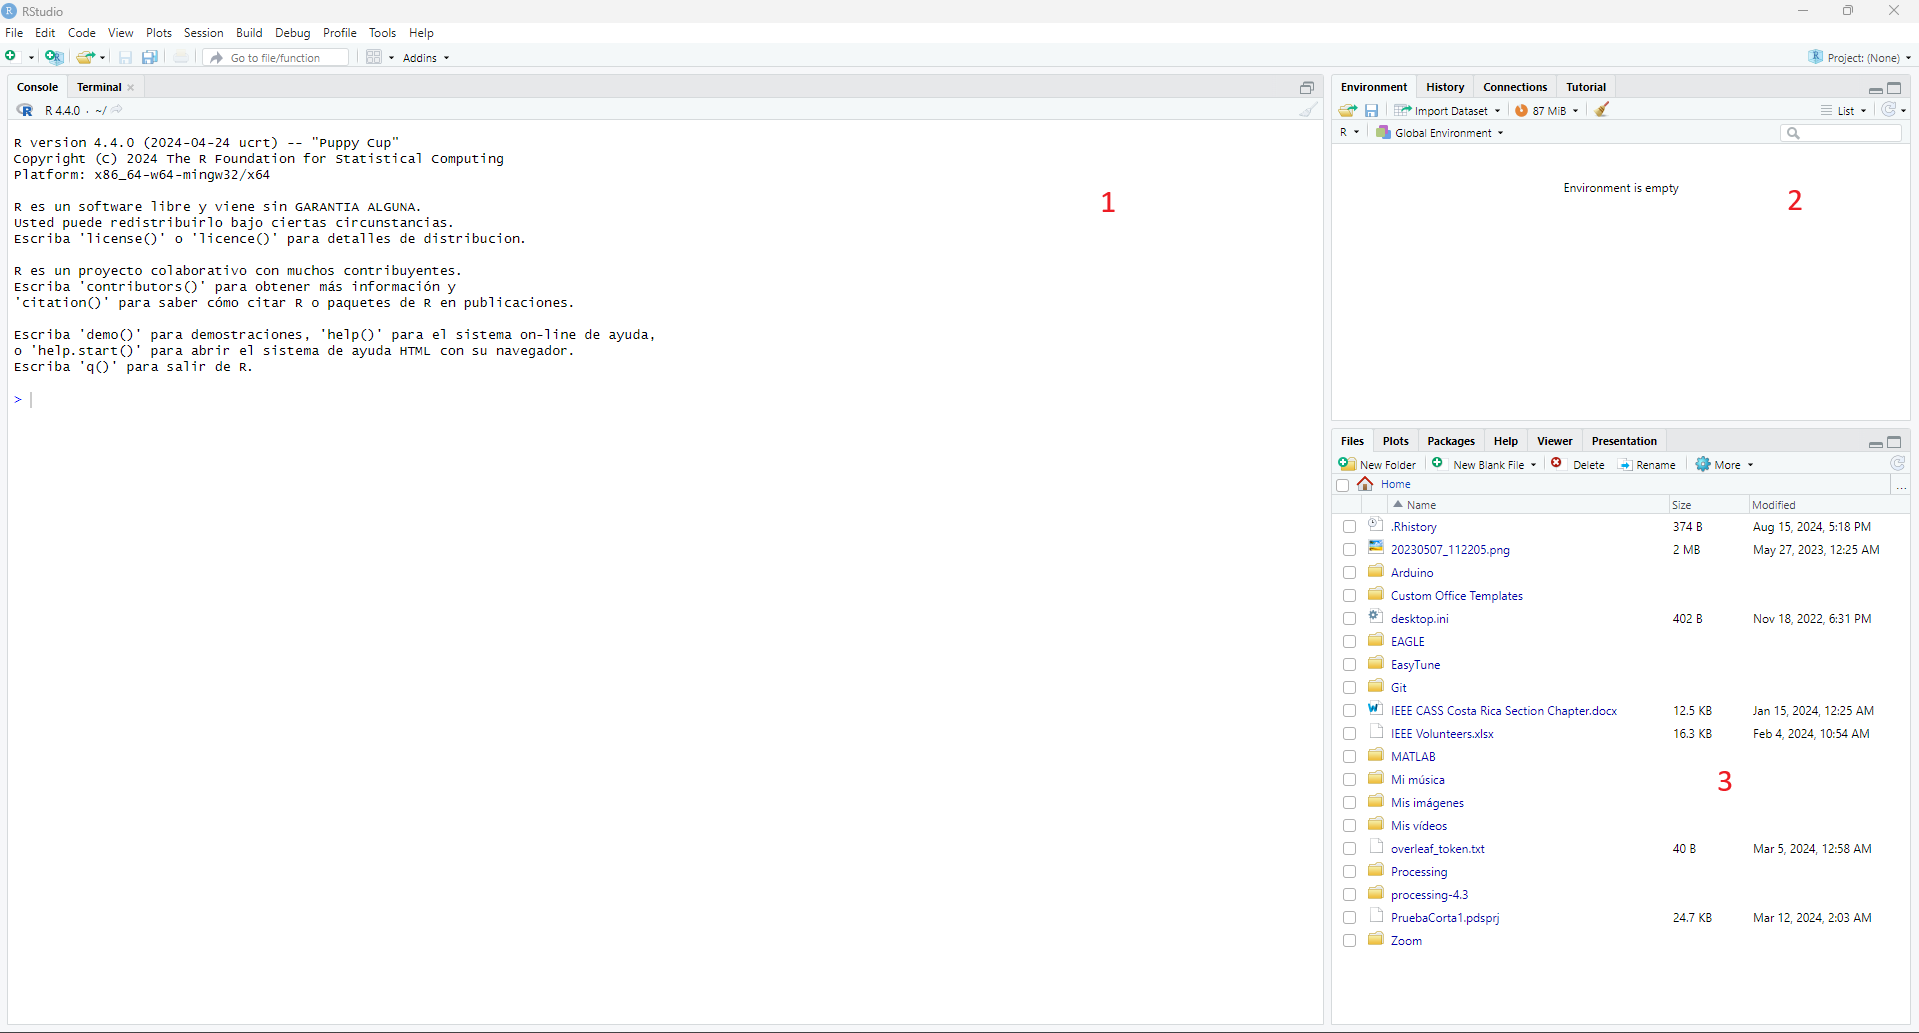 RStudio
File Edit Code View Plots Session Build Debug Profile Tools Help
Go to file/function Addins Project: (None)
Console Terminal
R 4.4.0 · ~/
R version 4.4.0 (2024-04-24 ucrt) -- "Puppy Cup"
Copyright (C) 2024 The R Foundation for Statistical Computing
Platform: x86_64-w64-mingw32/x64
R es un software libre y viene sin GARANTIA ALGUNA.
Usted puede redistribuirlo bajo ciertas circunstancias.
Escriba 'license()' o 'licence()' para detalles de distribucion.
R es un proyecto colaborativo con muchos contribuyentes.
Escriba 'contributors()' para obtener más información y
'citation()' para saber cómo citar R o paquetes de R en publicaciones.
Escriba 'demo()' para demostraciones, 'help()' para el sistema on-line de ayuda,
o 'help.start()' para abrir el sistema de ayuda HTML con su navegador.
Escriba 'q()' para salir de R.
>
1
Environment History Connections Tutorial
Import Dataset 87 MiB List
R Global Environment
Environment is empty
2
Files Plots Packages Help Viewer Presentation
New Folder New Blank File Delete Rename More
Home ...
Name Size Modified
.Rhistory 374 B Aug 15, 2024, 5:18 PM
20230507_112205.png 2 MB May 27, 2023, 12:25 AM
Arduino
Custom Office Templates
desktop.ini 402 B Nov 18, 2022, 6:31 PM
EAGLE
EasyTune
Git
IEEE CASS Costa Rica Section Chapter.docx 12.5 KB Jan 15, 2024, 12:25 AM
IEEE Volunteers.xlsx 16.3 KB Feb 4, 2024, 10:54 AM
MATLAB
Mi música
3
Mis imágenes
Mis vídeos
overleaf_token.txt 40 B Mar 5, 2024, 12:58 AM
Processing
processing-4.3
PruebaCorta1.pdsprj 24.7 KB Mar 12, 2024, 2:03 AM
Zoom